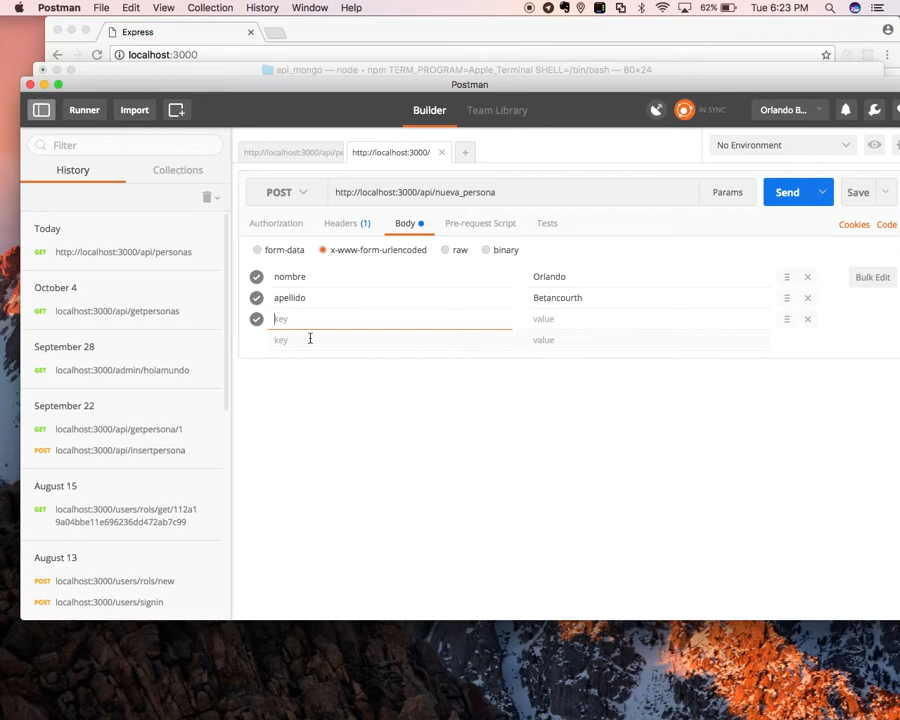 Postman File Edit View Collection History Window Help 62% Tue 6:23 PM
Express
localhost:3000
api_mongo — node • npm TERM_PROGRAM=Apple_Terminal SHELL=/bin/bash — 80×24
Postman
Runner Import Builder Team Library IN SYNC Orlando B...
Filter
http://localhost:3000/api/pe http://localhost:3000/ No Environment
History Collections
POST http://localhost:3000/api/nueva_persona Params Send Save
Authorization Headers (1) Body Pre-request Script Tests Cookies Code
form-data x-www-form-urlencoded raw binary
nombre Orlando Bulk Edit
apellido Betancourth
key value
key value
Today
GET http://localhost:3000/api/personas
October 4
GET localhost:3000/api/getpersonas
September 28
GET localhost:3000/admin/holamundo
September 22
GET localhost:3000/api/getpersona/1
POST localhost:3000/api/insertpersona
August 15
GET localhost:3000/users/rols/get/112a1
9a04bbe11e696236dd472ab7c99
August 13
POST localhost:3000/users/rols/new
POST localhost:3000/users/signin